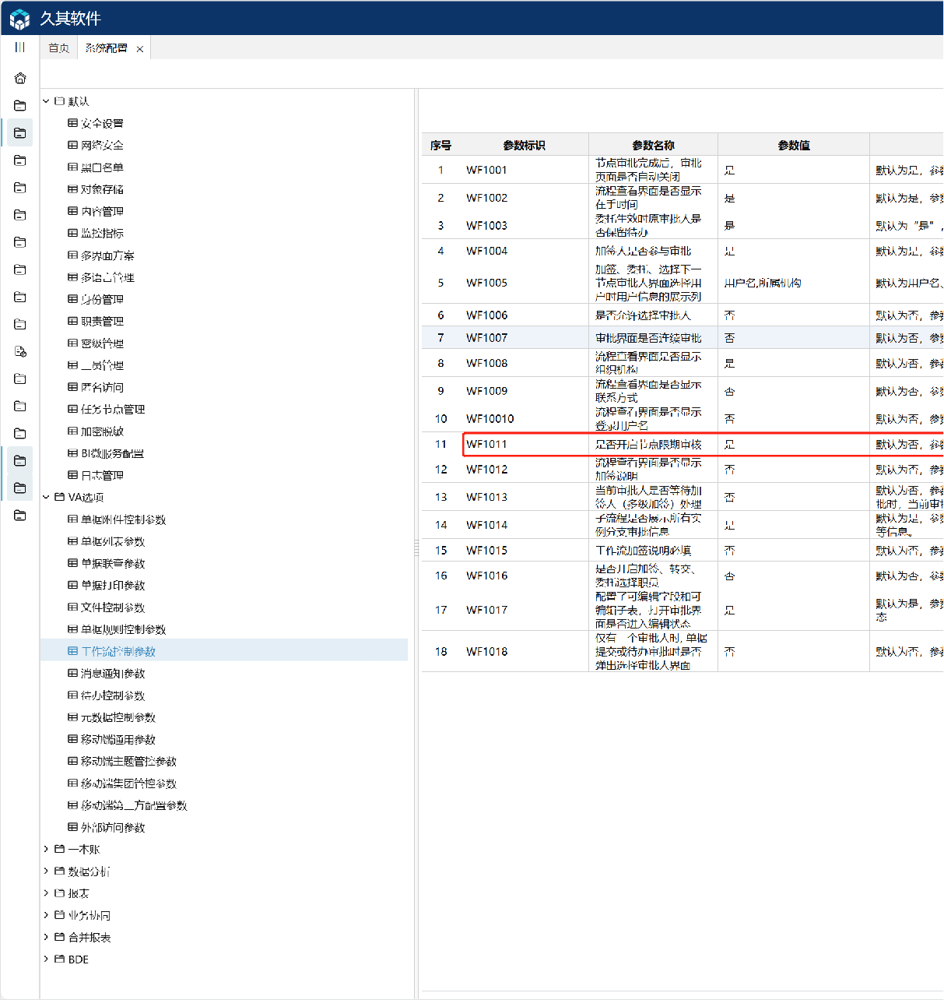 久其软件
首页
系统配置 ×
默认
安全设置
网络安全
黑白名单
对象存储
内容管理
监控指标
多界面方案
多语言管理
身份管理
职责管理
密级管理
三员管理
匿名访问
任务节点管理
加密脱敏
BI微服务配置
日志管理
VA选项
单据附件控制参数
单据列表参数
单据联查参数
单据打印参数
文件控制参数
单据规则控制参数
工作流控制参数
消息通知参数
待办控制参数
元数据控制参数
移动端通用参数
移动端主题管控参数
移动端集团管控参数
移动端第三方配置参数
外部访问参数
一本账
数据分析
报表
业务协同
合并报表
BDE
序号 参数标识 参数名称 参数值
1 WF1001 节点审批完成后，审批 是 默认为是，参数
页面是否自动关闭
2 WF1002 流程查看界面是否显示 是 默认为是，参数
在手时间
3 WF1003 委托生效时原审批人是 是 默认为“是”，
否保留待办
4 WF1004 加签人是否参与审批 是 默认为是，参数
5 WF1005 加签、委托、选择下一 用户名,所属机构 默认为用户名、
节点审批人界面选择用
户时用户信息的展示列
6 WF1006 是否允许选择审批人 否 默认为否，参数
7 WF1007 审批界面是否连续审批 否 默认为否，参数
8 WF1008 流程查看界面是否显示 是 默认为否，参数
组织机构
9 WF1009 流程查看界面是否显示 否 默认为否，参数
联系方式
10 WF10010 流程查看界面是否显示 否 默认为否，参数
登录用户名
11 WF1011 是否开启节点限期审核 是 默认为否，参数
12 WF1012 流程查看界面是否显示 否 默认为否，参数
加签说明
13 WF1013 当前审批人是否等待加 否 默认为否，参数
签人（多级加签）处理 批时，当前审批
14 WF1014 子流程是否展示所有实 是 默认为是，参数
例分支审批信息 等信息。
15 WF1015 工作流加签说明必填 否 默认为否，参数
16 WF1016 是否开启加签、转交、 否 默认为否，参数
委托选择职员
17 WF1017 配置了可编辑字段和可 是 默认为是，参数
编辑子表，打开审批界 态
面是否进入编辑状态
18 WF1018 仅有一个审批人时,单据 否 默认为否，参数
提交或待办审批时是否
弹出选择审批人界面